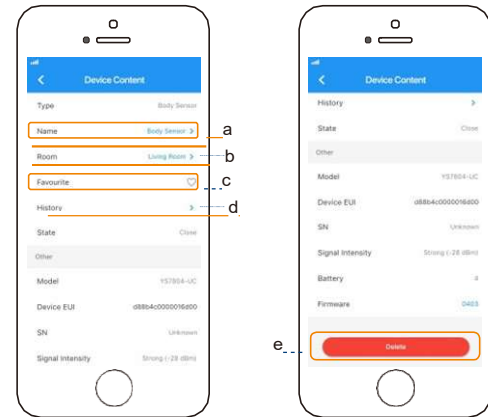 Device Content
Type Body Sensor
Name Body Sensor > a
Room Living Room > b
Favourite c
History > d
State Close
Other
Model YS7804-UC
Device EUI d88b4c0000016d00
SN Unknown
Signal Intensity Strong (-28 dBm)
Device Content
History >
State Close
Other
Model YS7804-UC
Device EUI d88b4c0000016d00
SN Unknown
Signal Intensity Strong (-28 dBm)
Battery 4
Firmware 0403
e Delete